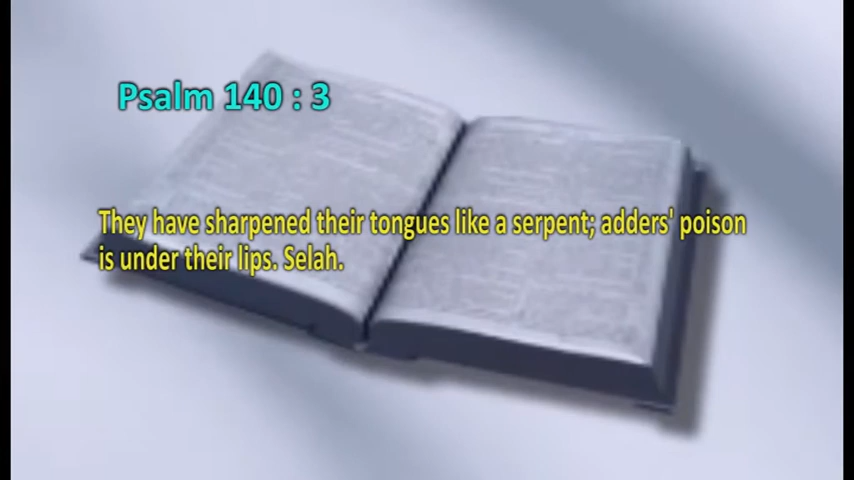 Psalm 140 : 3
They have sharpened their tongues like a serpent; adders' poison
is under their lips. Selah.